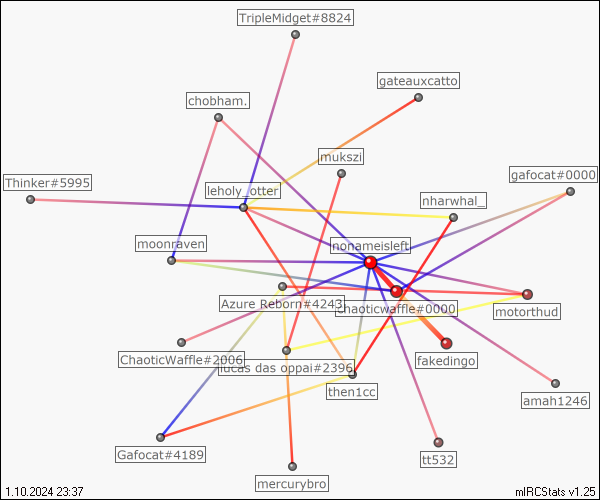 TripleMidget#8824
gateauxcatto
chobham.
mukszi
Thinker#5995
gafocat#0000
leholy_otter
nharwhal_
moonraven
nonameisleft
Azure Reborn#4243
chaoticwaffle#0000
motorthud
ChaoticWaffle#2006
fakedingo
lucas das oppai#2396
then1cc
amah1246
Gafocat#4189
tt532
mercurybro
1.10.2024 23:37
mIRCStats v1.25